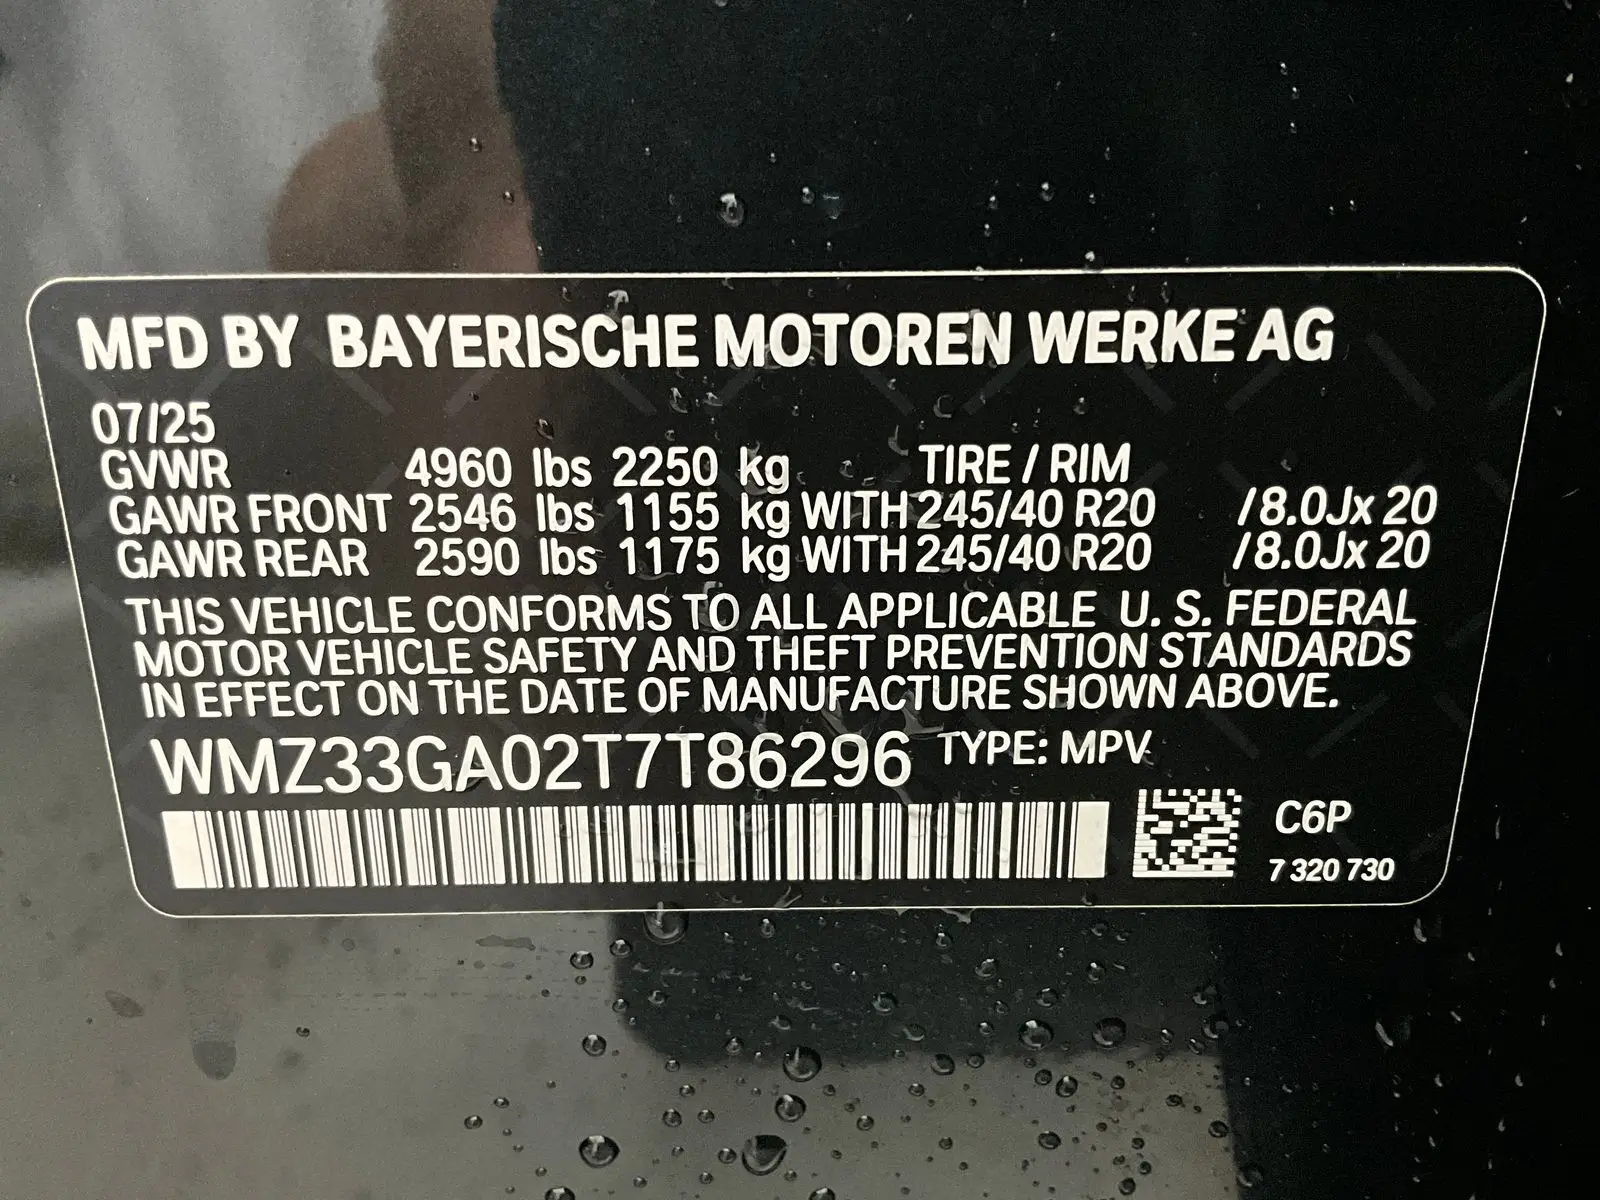 MFD BY BAYERISCHE MOTOREN WERKE AG
07/25
GVWR 4960 lbs 2250 kg TIRE / RIM
GAWR FRONT 2546 lbs 1155 kg WITH 245/40 R20 /8.0Jx 20
GAWR REAR 2590 lbs 1175 kg WITH 245/40 R20 /8.0Jx 20
THIS VEHICLE CONFORMS TO ALL APPLICABLE U. S. FEDERAL
MOTOR VEHICLE SAFETY AND THEFT PREVENTION STANDARDS
IN EFFECT ON THE DATE OF MANUFACTURE SHOWN ABOVE.
WMZ33GA02T7T86296 TYPE: MPV
C6P
7 320 730